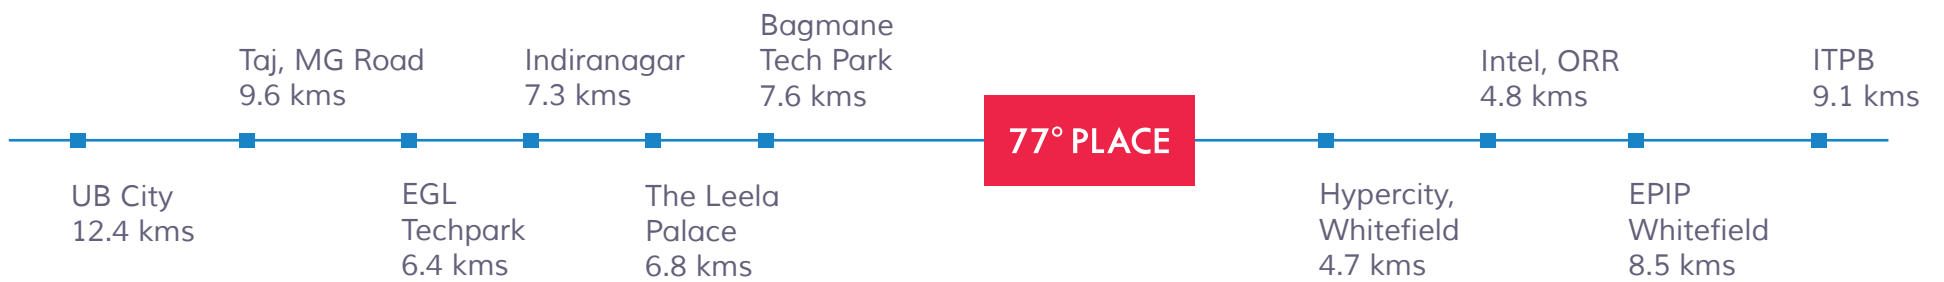 UB City
12.4 kms
Taj, MG Road
9.6 kms
EGL
Techpark
6.4 kms
Indiranagar
7.3 kms
The Leela
Palace
6.8 kms
Bagmane
Tech Park
7.6 kms
77° PLACE
Hypercity,
Whitefield
4.7 kms
Intel, ORR
4.8 kms
EPIP
Whitefield
8.5 kms
ITPB
9.1 kms